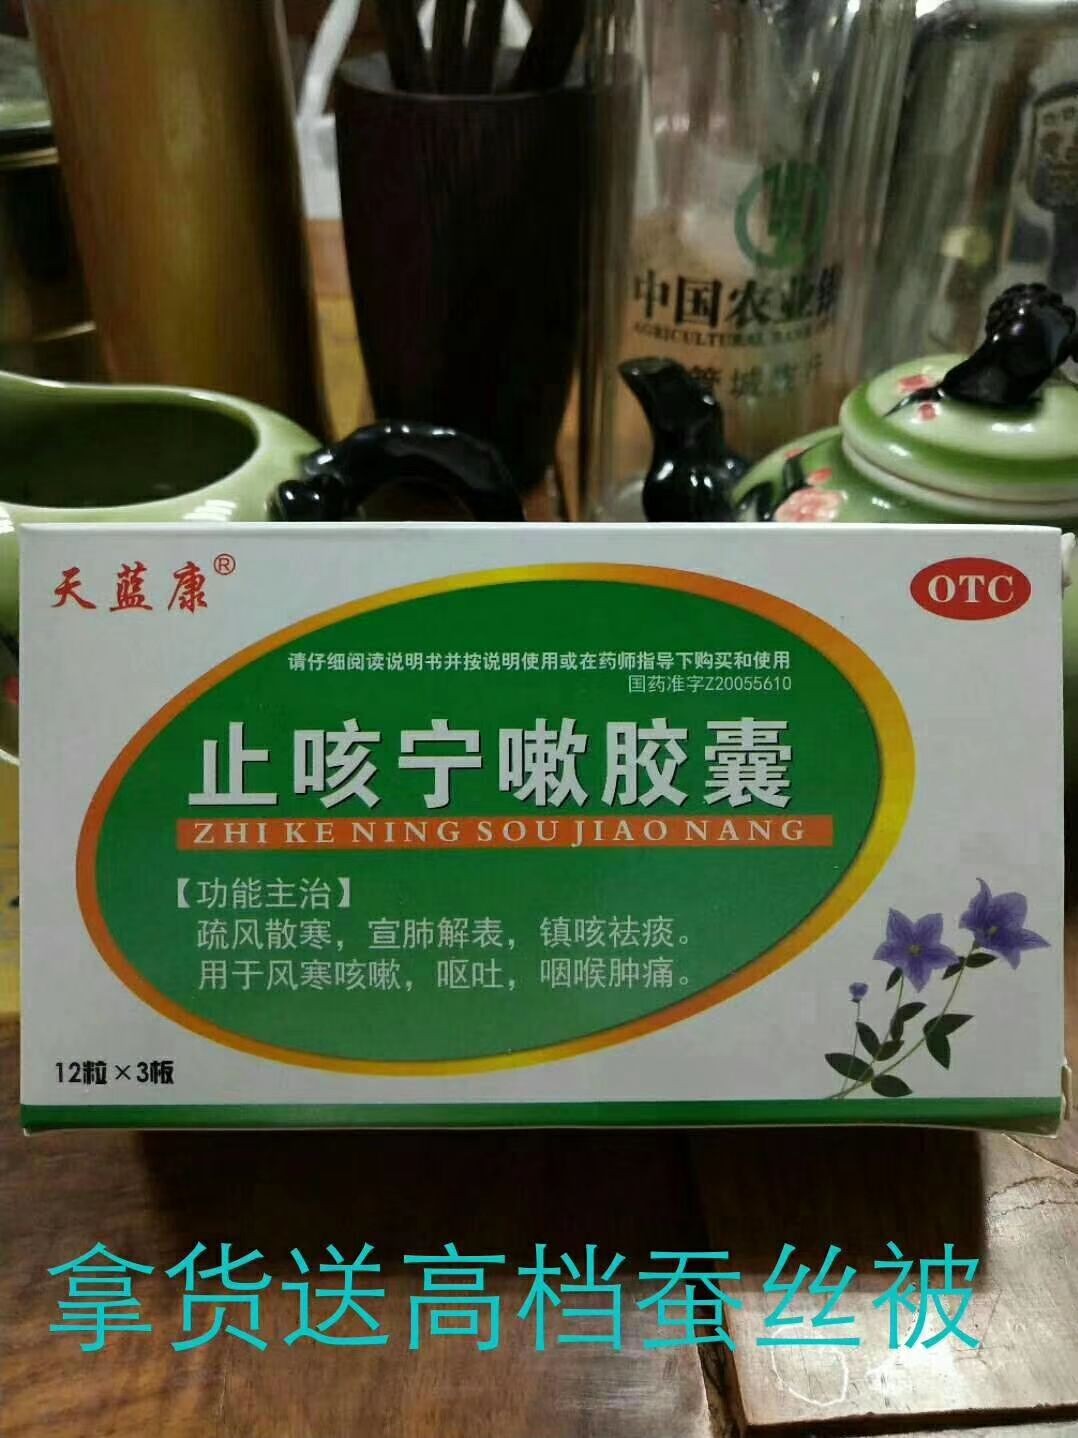 中国农业银
AGRICULTURAL BANK
天蓝康®
OTC
请仔细阅读说明书并按说明使用或在药师指导下购买和使用
国药准字Z20055610
止咳宁嗽胶囊
ZHI KE NING SOU JIAO NANG
【功能主治】
疏风散寒，宣肺解表，镇咳祛痰。
用于风寒咳嗽，呕吐，咽喉肿痛。
12粒×3板
拿货送高档蚕丝被